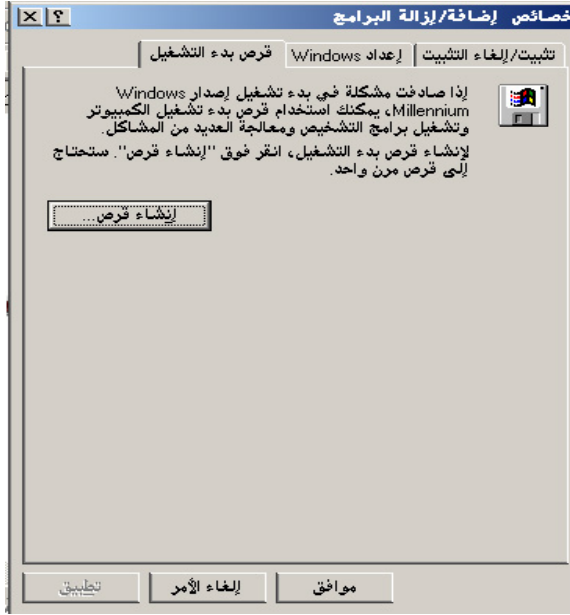 خصائص إضافة/إزالة البرامج
تثبيت/إلغاء التثبيت إعداد Windows قرص بدء التشغيل
إذا صادفت مشكلة في بدء تشغيل إصدار Windows
Millennium، يمكنك استخدام قرص بدء تشغيل الكمبيوتر
وتشغيل برامج التشخيص ومعالجة العديد من المشاكل.
لإنشاء قرص بدء التشغيل، انقر فوق "إنشاء قرص". ستحتاج
إلى قرص مرن واحد.
إنشاء قرص...
موافق إلغاء الأمر تطبيق